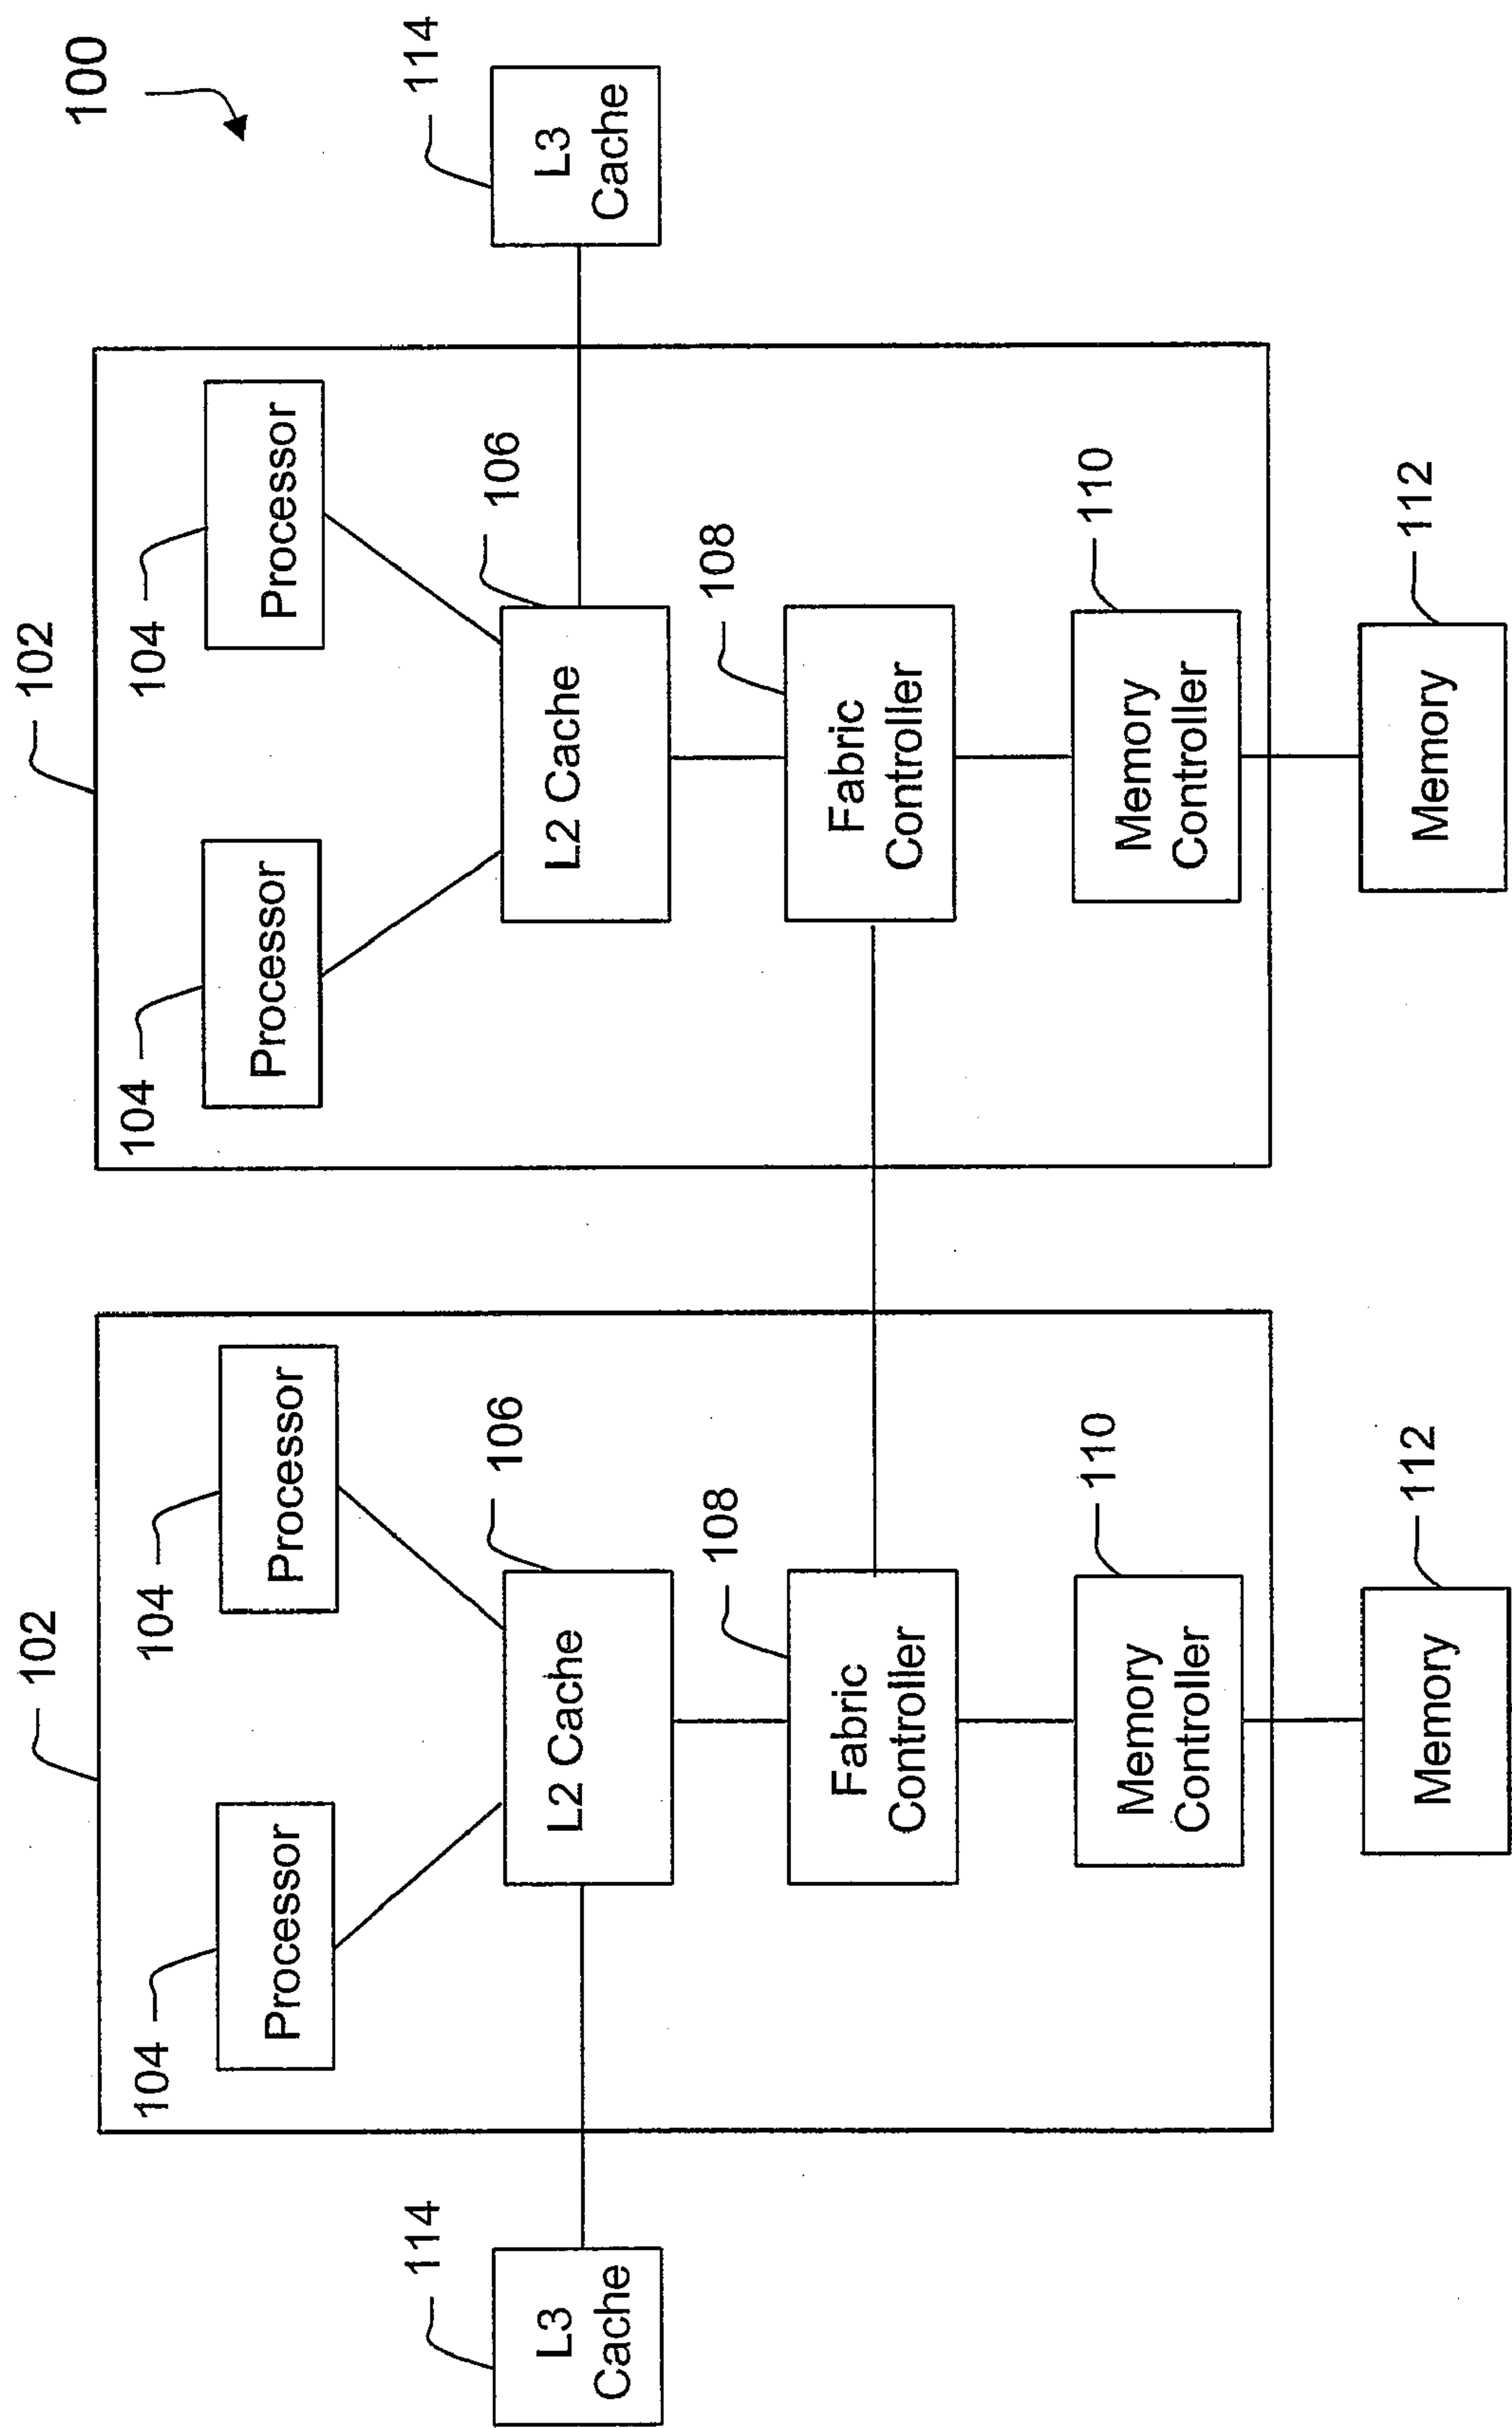 100
102
102
104
Processor
104
Processor
104
Processor
104
Processor
114
L3
Cache
106
L2 Cache
106
L2 Cache
114
L3
Cache
108
Fabric
Controller
108
Fabric
Controller
110
Memory
Controller
110
Memory
Controller
112
Memory
112
Memory